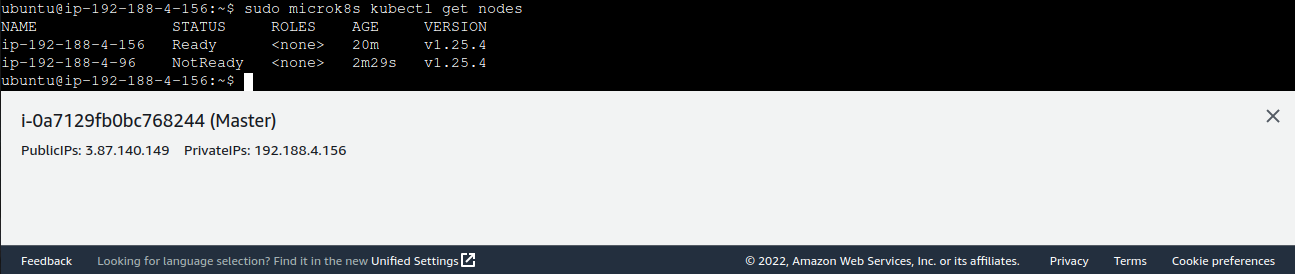 ubuntu@ip-192-188-4-156:~$ sudo microk8s kubectl get nodes
NAME STATUS ROLES AGE VERSION
ip-192-188-4-156 Ready <none> 20m v1.25.4
ip-192-188-4-96 NotReady <none> 2m29s v1.25.4
ubuntu@ip-192-188-4-156:~$
i-0a7129fb0bc768244 (Master)
PublicIPs: 3.87.140.149 PrivateIPs: 192.188.4.156
Feedback Looking for language selection? Find it in the new Unified Settings © 2022, Amazon Web Services, Inc. or its affiliates. Privacy Terms Cookie preferences